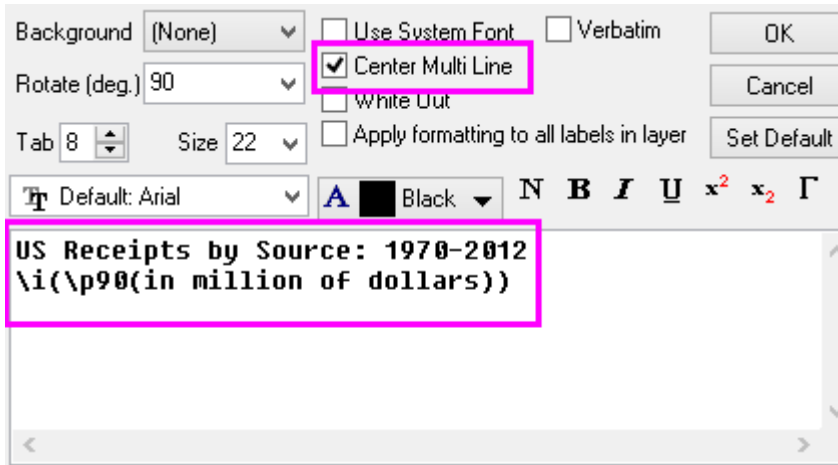 Background (None) Use System Font Verbatim OK
Rotate (deg.) 90 Center Multi Line Cancel
White Out
Tab 8 Size 22 Apply formatting to all labels in layer Set Default
Default: Arial A Black N B I U x² x₂ Γ
US Receipts by Source: 1970-2012
\i(\p90(in million of dollars))